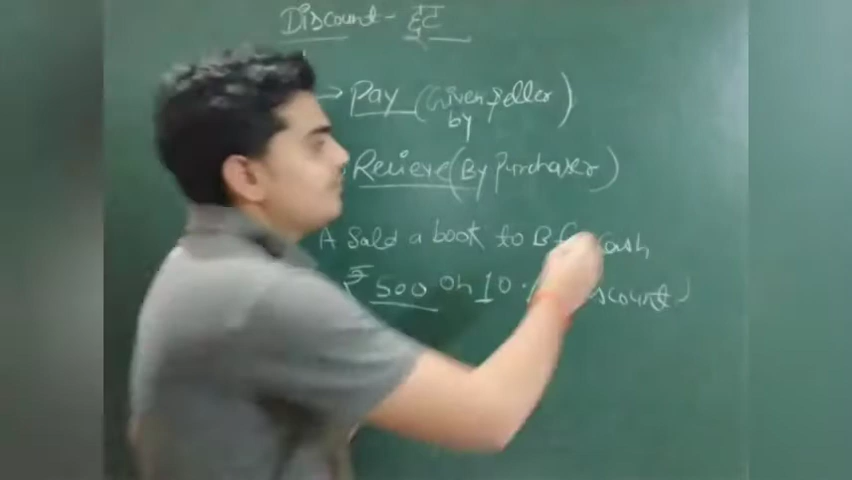 Discount - छूट
→ Pay (Given seller)
by
Recieve (By Purchaser)
A Sold a book to B for Cash
₹ 500 on 10 %